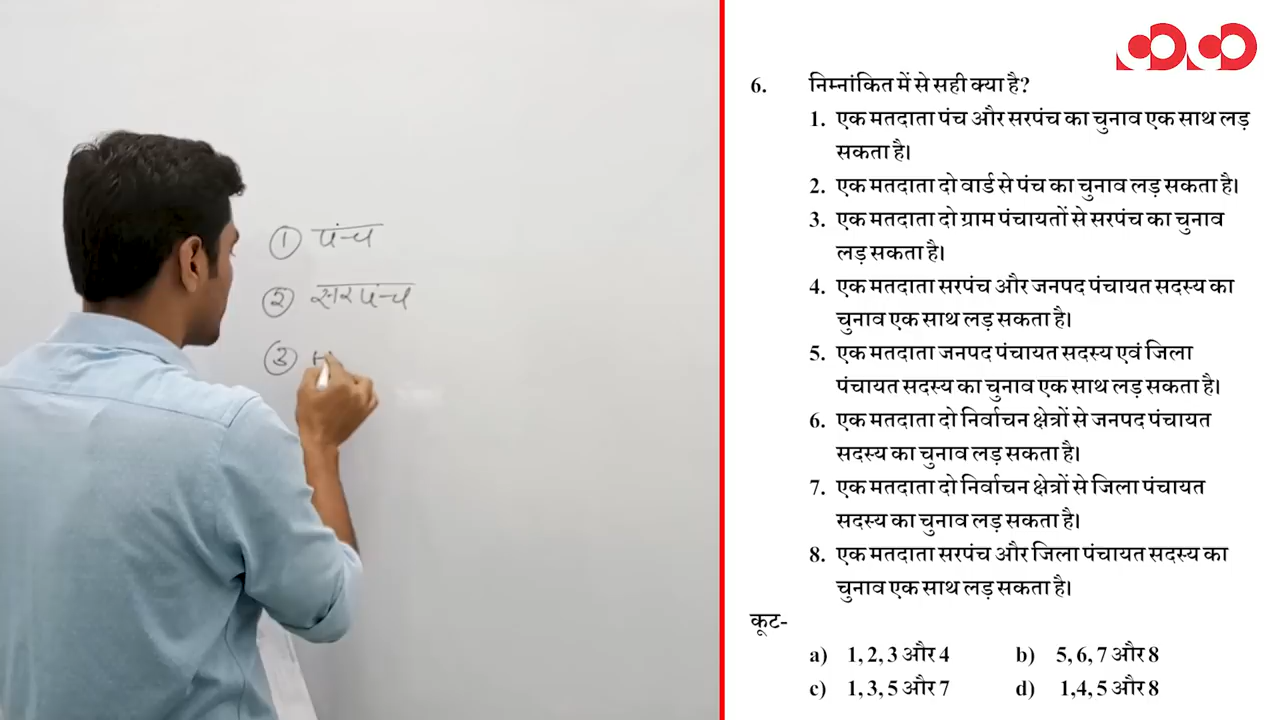 ① पंच
② सरपंच
③
6. निम्नांकित में से सही क्या है?
1. एक मतदाता पंच और सरपंच का चुनाव एक साथ लड़
सकता है।
2. एक मतदाता दो वार्ड से पंच का चुनाव लड़ सकता है।
3. एक मतदाता दो ग्राम पंचायतों से सरपंच का चुनाव
लड़ सकता है।
4. एक मतदाता सरपंच और जनपद पंचायत सदस्य का
चुनाव एक साथ लड़ सकता है।
5. एक मतदाता जनपद पंचायत सदस्य एवं जिला
पंचायत सदस्य का चुनाव एक साथ लड़ सकता है।
6. एक मतदाता दो निर्वाचन क्षेत्रों से जनपद पंचायत
सदस्य का चुनाव लड़ सकता है।
7. एक मतदाता दो निर्वाचन क्षेत्रों से जिला पंचायत
सदस्य का चुनाव लड़ सकता है।
8. एक मतदाता सरपंच और जिला पंचायत सदस्य का
चुनाव एक साथ लड़ सकता है।
कूट-
a) 1, 2, 3 और 4 b) 5, 6, 7 और 8
c) 1, 3, 5 और 7 d) 1,4, 5 और 8